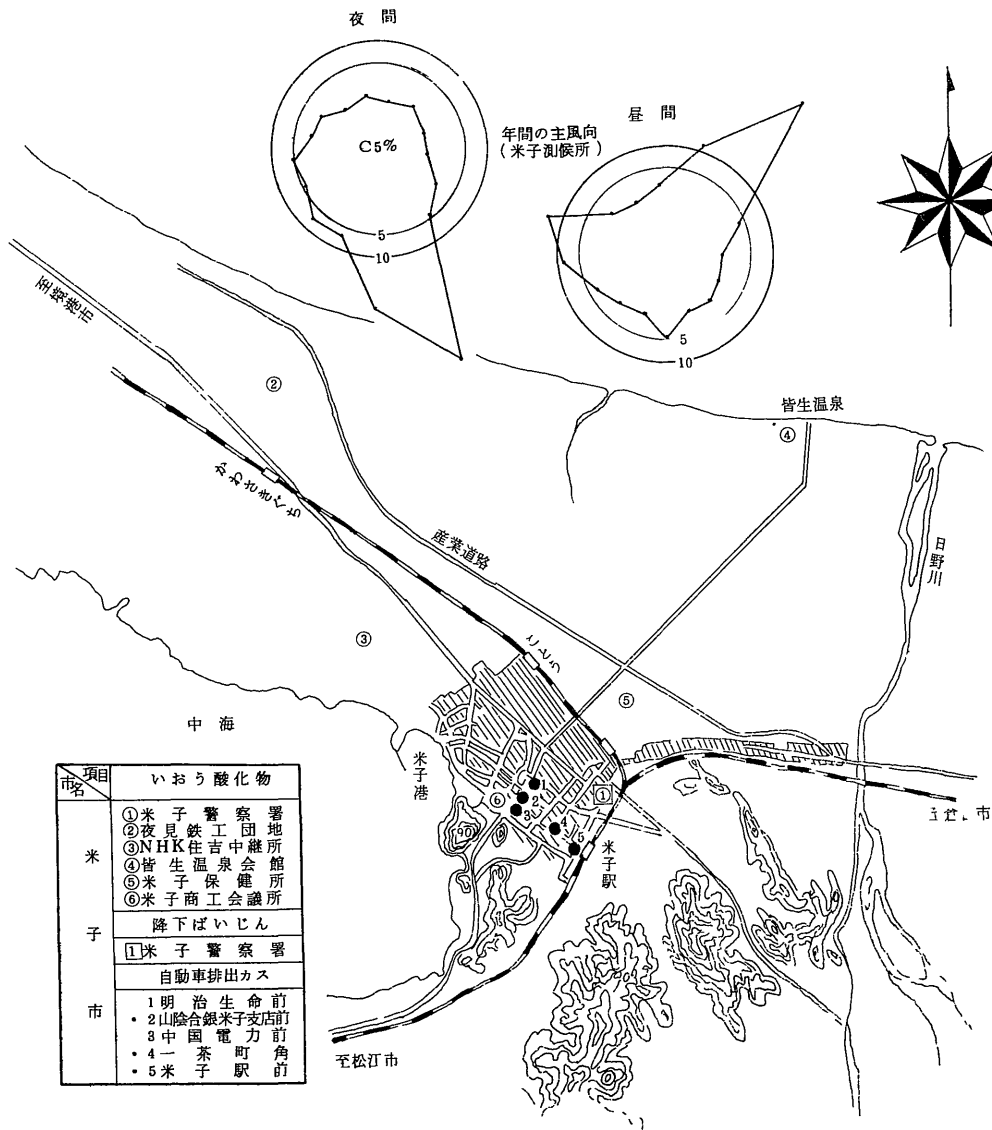 夜間
C5%
5
10
年間の主風向
(米子測候所)
昼間
5
10
至境港市
②
かわさきぐち
皆生温泉
④
産業道路
日野川
③
ごとう
⑤
中海
米子港
90
⑥
1
2
3
4
5
1
米子駅
至松江市
項目
市名
いおう酸化物
米子市
①米子警察署
②夜見鉄工団地
③NHK住吉中継所
④皆生温泉会館
⑤米子保健所
⑥米子商工会議所
降下ばいじん
1米子警察署
自動車排出カス
1明治生命前
・2山陰合銀米子支店前
3中国電力前
・4一茶町角
・5米子駅前